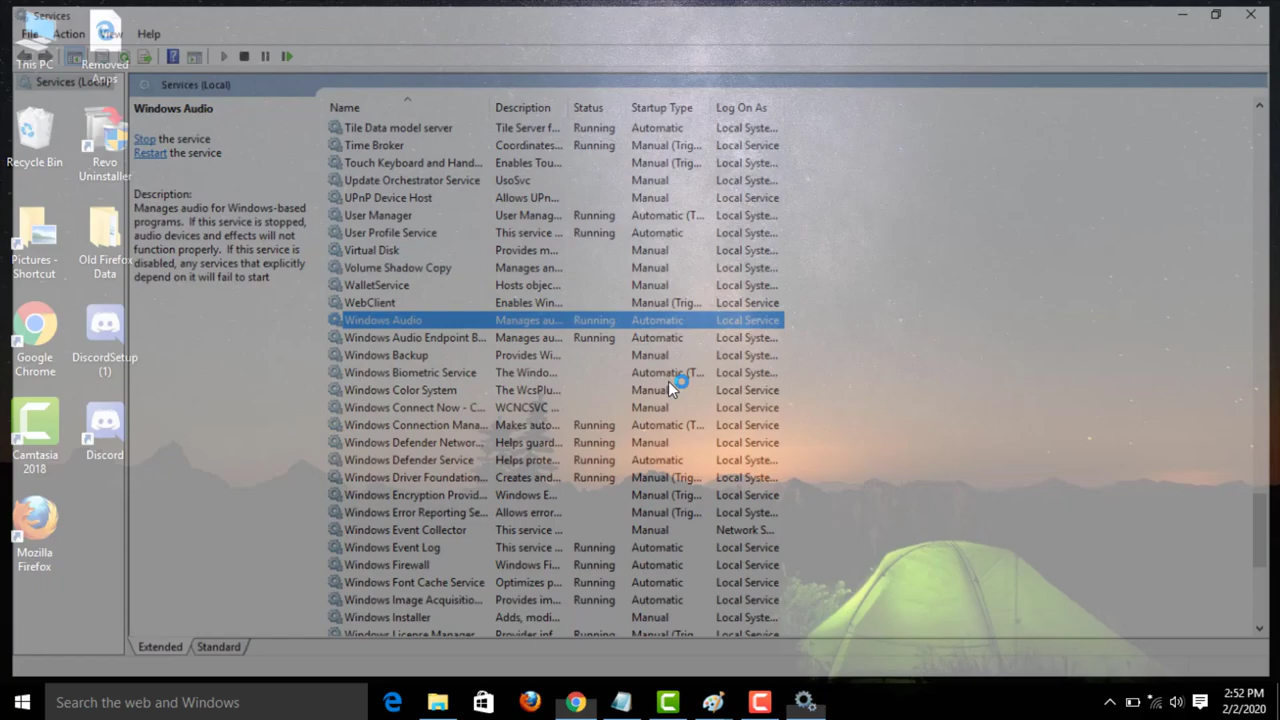 Services
File Action View Help
This PC
Removed
Apps
Recycle Bin
Revo
Uninstaller
Pictures -
Shortcut
Old Firefox
Data
Google
Chrome
DiscordSetup
(1)
Camtasia
2018
Discord
Mozilla
Firefox
Services (Local)
Services (Local)
Windows Audio
Stop the service
Restart the service
Description:
Manages audio for Windows-based
programs. If this service is stopped,
audio devices and effects will not
function properly. If this service is
disabled, any services that explicitly
depend on it will fail to start
Name Description Status Startup Type Log On As
Tile Data model server Tile Server f... Running Automatic Local Syste...
Time Broker Coordinates... Running Manual (Trig... Local Syste...
Touch Keyboard and Hand... Enables Tou... Manual (Trig... Local Syste...
Update Orchestrator Service UsoSvc Manual Local Syste...
UPnP Device Host Allows UPn... Manual Local Service
User Manager User Manag... Running Automatic (T... Local Syste...
User Profile Service This service ... Running Automatic Local Syste...
Virtual Disk Provides m... Manual Local Syste...
Volume Shadow Copy Manages an... Manual Local Syste...
WalletService Hosts objec... Manual Local Syste...
WebClient Enables Win... Manual (Trig... Local Service
Windows Audio Manages au... Running Automatic Local Service
Windows Audio Endpoint B... Manages au... Running Automatic Local Syste...
Windows Backup Provides Wi... Manual Local Syste...
Windows Biometric Service The Windo... Automatic (T... Local Syste...
Windows Color System The WcsPlu... Manual Local Service
Windows Connect Now - C... WCNCSVC ... Manual Local Service
Windows Connection Mana... Makes auto... Running Automatic (T... Local Service
Windows Defender Networ... Helps guard... Running Manual Local Service
Windows Defender Service Helps prote... Running Automatic Local Syste...
Windows Driver Foundation... Creates and... Running Manual (Trig... Local Syste...
Windows Encryption Provid... Windows E... Manual (Trig... Local Service
Windows Error Reporting Se... Allows error... Manual (Trig... Local Syste...
Windows Event Collector This service ... Manual Network S...
Windows Event Log This service ... Running Automatic Local Service
Windows Firewall Windows Fi... Running Automatic Local Service
Windows Font Cache Service Optimizes p... Running Automatic Local Service
Windows Image Acquisitio... Provides im... Running Automatic Local Service
Windows Installer Adds, modi... Manual Local Syste...
Windows License Manager Provides inf... Running Manual (Trig... Local Service
Extended Standard
Search the web and Windows
2:52 PM
2/2/2020